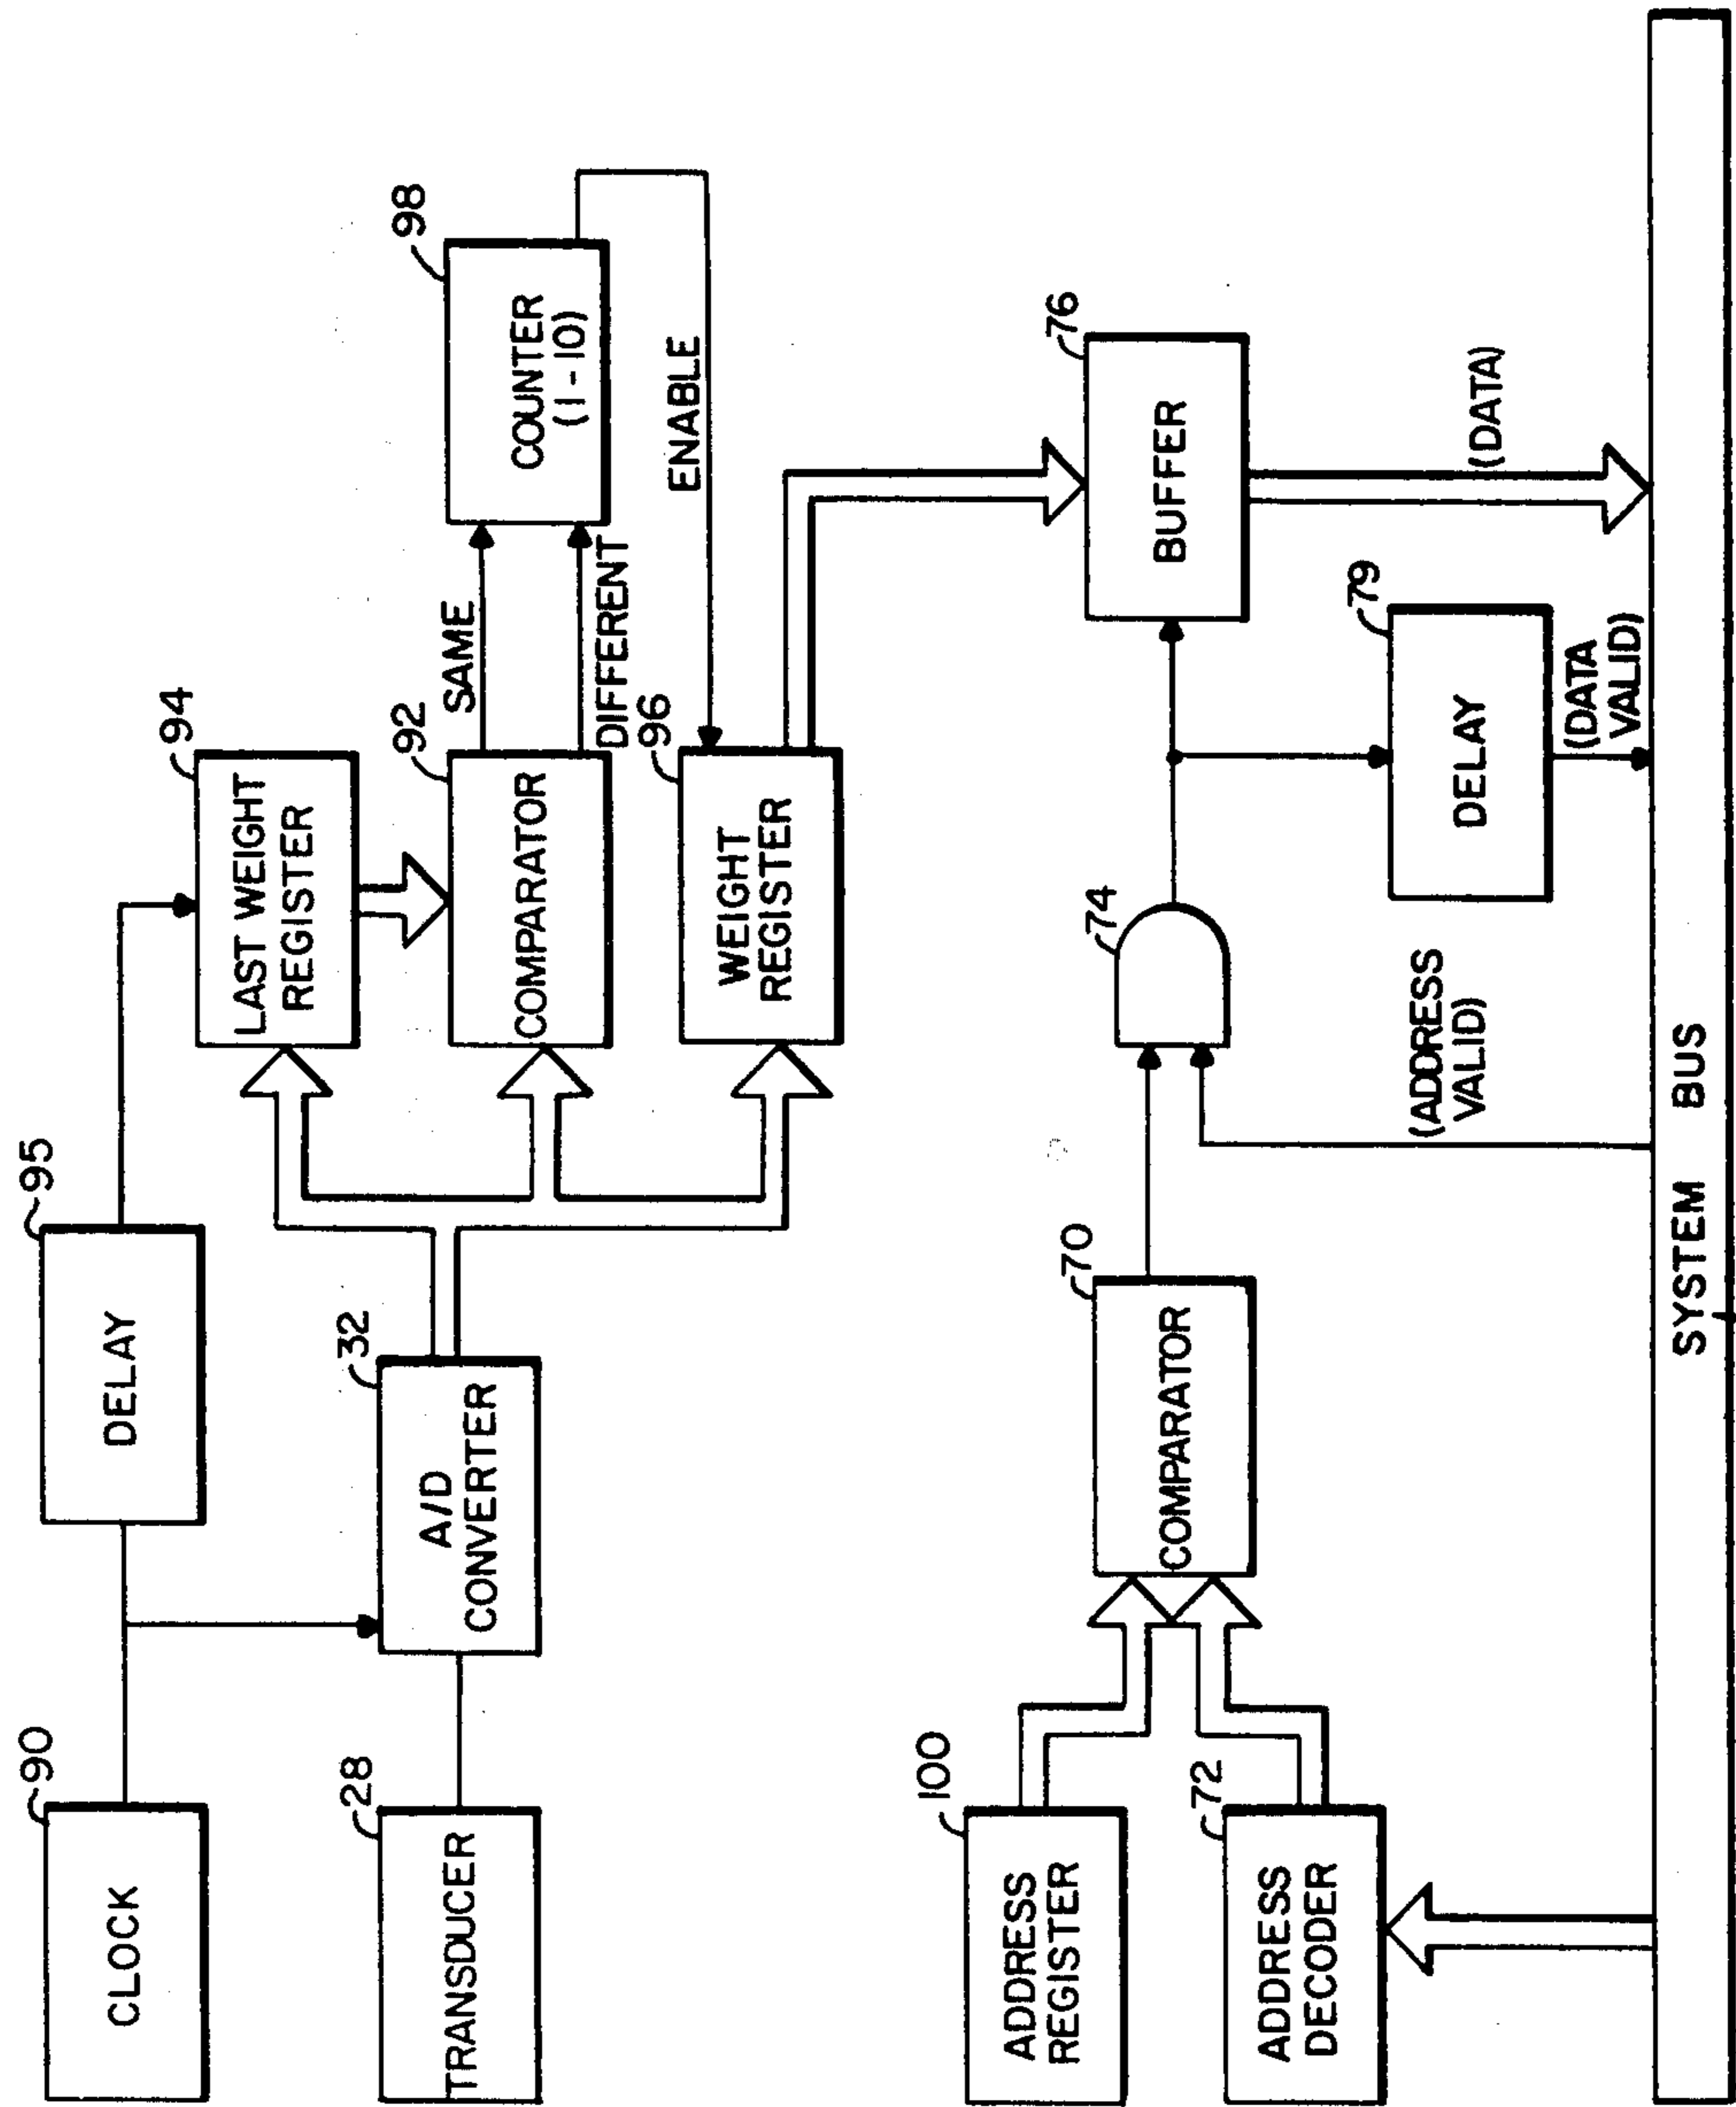 90
CLOCK
95
DELAY
28
TRANSDUCER
32
A/D
CONVERTER
94
LAST WEIGHT
REGISTER
92
COMPARATOR
SAME
DIFFERENT
98
COUNTER
(1-10)
ENABLE
96
WEIGHT
REGISTER
100
ADDRESS
REGISTER
72
ADDRESS
DECODER
70
COMPARATOR
74
(ADDRESS
VALID)
76
BUFFER
79
DELAY
(DATA
VALID)
(DATA)
SYSTEM BUS